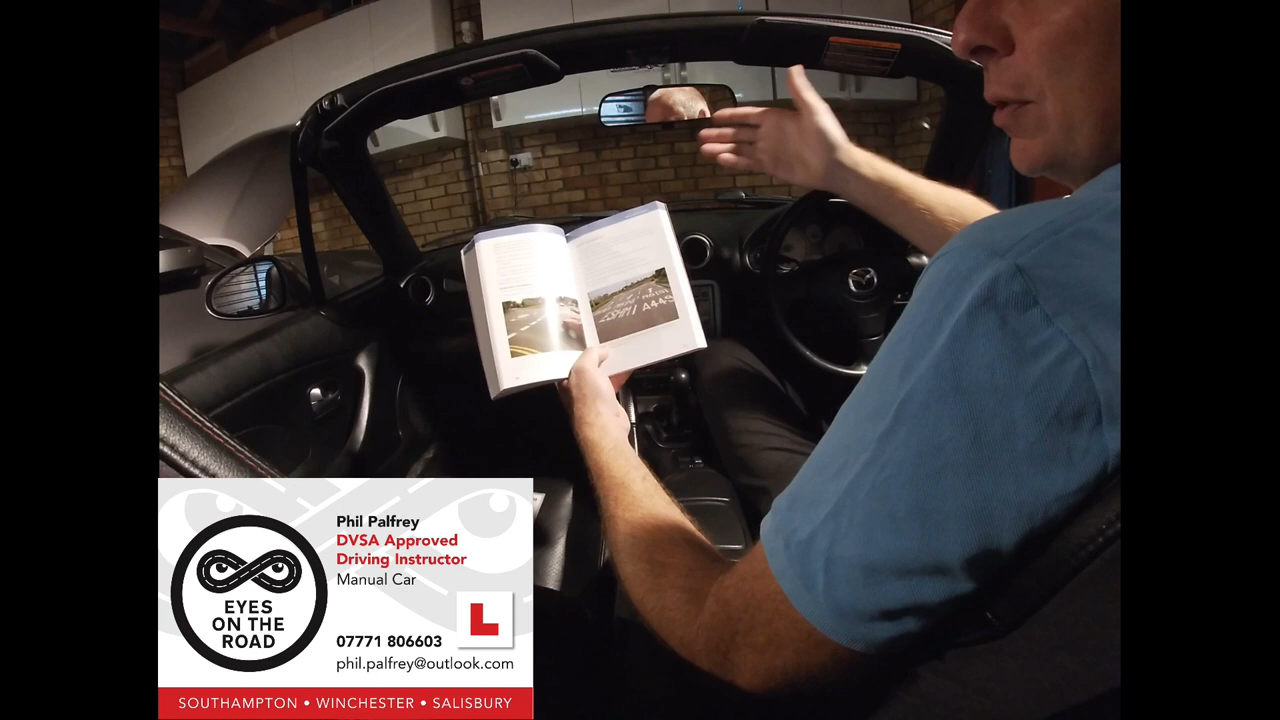 A449
Phil Palfrey
DVSA Approved
Driving Instructor
Manual Car
EYES
ON THE
ROAD
L
07771 806603
phil.palfrey@outlook.com
SOUTHAMPTON • WINCHESTER • SALISBURY